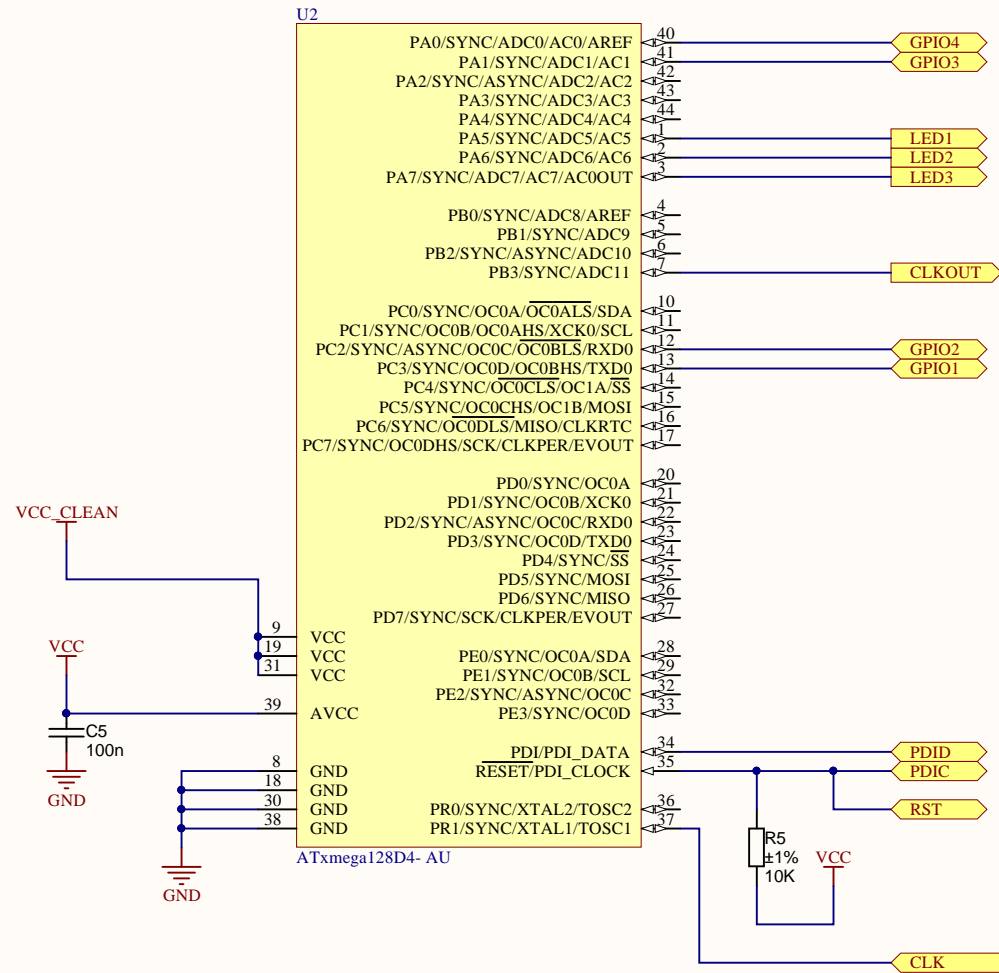 U2
PA0/SYNC/ADC0/AC0/AREF 40 GPIO4
PA1/SYNC/ADC1/AC1 41 GPIO3
PA2/SYNC/ASYNC/ADC2/AC2 42
PA3/SYNC/ADC3/AC3 43
PA4/SYNC/ADC4/AC4 44
PA5/SYNC/ADC5/AC5 1 LED1
PA6/SYNC/ADC6/AC6 2 LED2
PA7/SYNC/ADC7/AC7/AC0OUT 3 LED3
PB0/SYNC/ADC8/AREF 4
PB1/SYNC/ADC9 5
PB2/SYNC/ASYNC/ADC10 6
PB3/SYNC/ADC11 7 CLKOUT
PC0/SYNC/OC0A/OC0ALS/SDA 10
PC1/SYNC/OC0B/OC0AHS/XCK0/SCL 11
PC2/SYNC/ASYNC/OC0C/OC0BLS/RXD0 12 GPIO2
PC3/SYNC/OC0D/OC0BHS/TXD0 13 GPIO1
PC4/SYNC/OC0CLS/OC1A/SS 14
PC5/SYNC/OC0CHS/OC1B/MOSI 15
PC6/SYNC/OC0DLS/MISO/CLKRTC 16
PC7/SYNC/OC0DHS/SCK/CLKPER/EVOUT 17
PD0/SYNC/OC0A 20
PD1/SYNC/OC0B/XCK0 21
VCC_CLEAN
PD2/SYNC/ASYNC/OC0C/RXD0 22
PD3/SYNC/OC0D/TXD0 23
PD4/SYNC/SS 24
PD5/SYNC/MOSI 25
PD6/SYNC/MISO 26
PD7/SYNC/SCK/CLKPER/EVOUT 27
9 VCC
19 VCC PE0/SYNC/OC0A/SDA 28
VCC
31 VCC PE1/SYNC/OC0B/SCL 29
PE2/SYNC/ASYNC/OC0C 32
39 AVCC PE3/SYNC/OC0D 33
C5
100n
PDI/PDI_DATA 34 PDID
8 GND RESET/PDI_CLOCK 35 PDIC
18 GND
GND
30 GND PR0/SYNC/XTAL2/TOSC2 36 RST
38 GND PR1/SYNC/XTAL1/TOSC1 37
R5
±1%
10K
VCC
ATxmega128D4- AU
GND
CLK